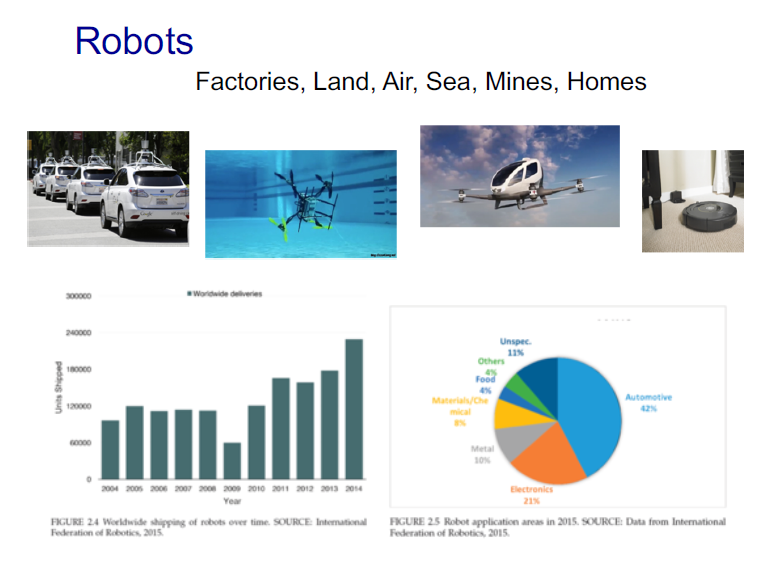 Robots
Factories, Land, Air, Sea, Mines, Homes
Google
Worldwide deliveries
300000
240000
180000
120000
60000
0
Units Shipped
2004 2005 2006 2007 2008 2009 2010 2011 2012 2013 2014
Year
Unspec.
11%
Others
4%
Food
4%
Materials/Che
mical
8%
Metal
10%
Electronics
21%
Automotive
42%
FIGURE 2.4 Worldwide shipping of robots over time. SOURCE: International
Federation of Robotics, 2015.
FIGURE 2.5 Robot application areas in 2015. SOURCE: Data from International
Federation of Robotics, 2015.